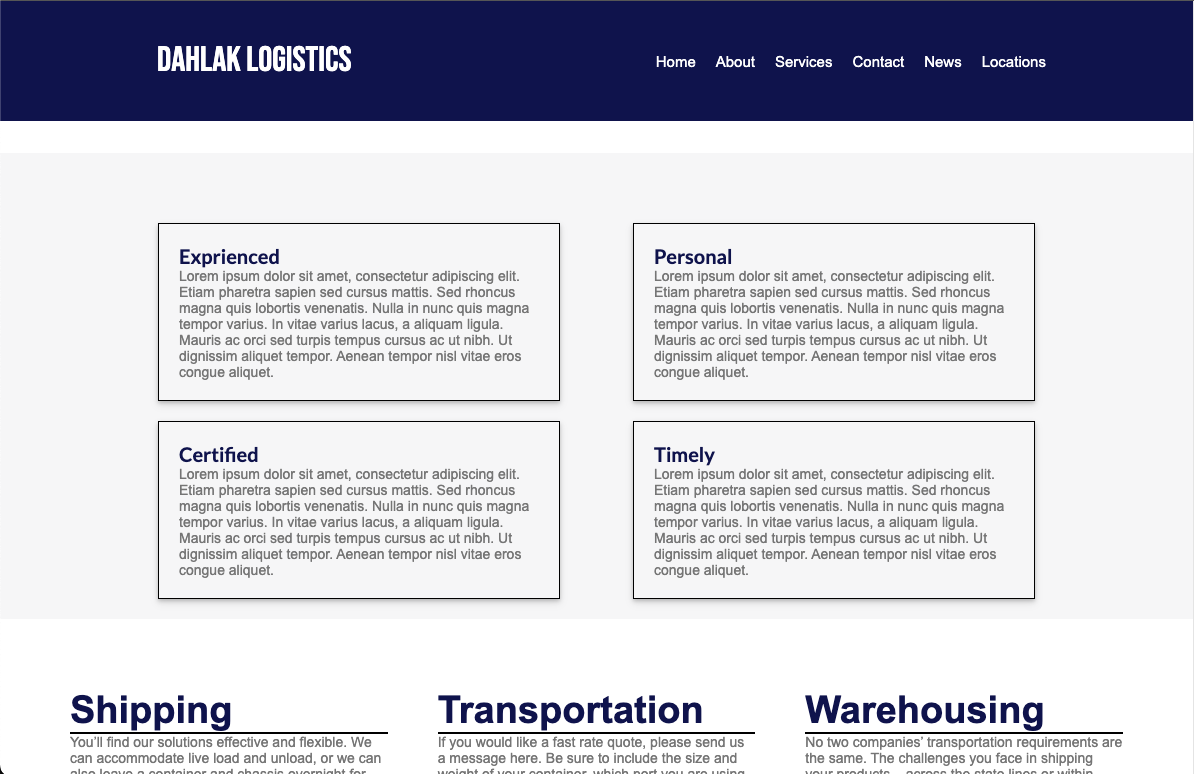 DAHLAK LOGISTICS
Home About Services Contact News Locations
Exprienced
Lorem ipsum dolor sit amet, consectetur adipiscing elit.
Etiam pharetra sapien sed cursus mattis. Sed rhoncus
magna quis lobortis venenatis. Nulla in nunc quis magna
tempor varius. In vitae varius lacus, a aliquam ligula.
Mauris ac orci sed turpis tempus cursus ac ut nibh. Ut
dignissim aliquet tempor. Aenean tempor nisl vitae eros
congue aliquet.
Personal
Lorem ipsum dolor sit amet, consectetur adipiscing elit.
Etiam pharetra sapien sed cursus mattis. Sed rhoncus
magna quis lobortis venenatis. Nulla in nunc quis magna
tempor varius. In vitae varius lacus, a aliquam ligula.
Mauris ac orci sed turpis tempus cursus ac ut nibh. Ut
dignissim aliquet tempor. Aenean tempor nisl vitae eros
congue aliquet.
Certified
Lorem ipsum dolor sit amet, consectetur adipiscing elit.
Etiam pharetra sapien sed cursus mattis. Sed rhoncus
magna quis lobortis venenatis. Nulla in nunc quis magna
tempor varius. In vitae varius lacus, a aliquam ligula.
Mauris ac orci sed turpis tempus cursus ac ut nibh. Ut
dignissim aliquet tempor. Aenean tempor nisl vitae eros
congue aliquet.
Timely
Lorem ipsum dolor sit amet, consectetur adipiscing elit.
Etiam pharetra sapien sed cursus mattis. Sed rhoncus
magna quis lobortis venenatis. Nulla in nunc quis magna
tempor varius. In vitae varius lacus, a aliquam ligula.
Mauris ac orci sed turpis tempus cursus ac ut nibh. Ut
dignissim aliquet tempor. Aenean tempor nisl vitae eros
congue aliquet.
Shipping
You'll find our solutions effective and flexible. We
can accommodate live load and unload, or we can
also leave a container and chassis overnight for
Transportation
If you would like a fast rate quote, please send us
a message here. Be sure to include the size and
weight of your container, which port you are using
Warehousing
No two companies' transportation requirements are
the same. The challenges you face in shipping
your products – across the state lines or within